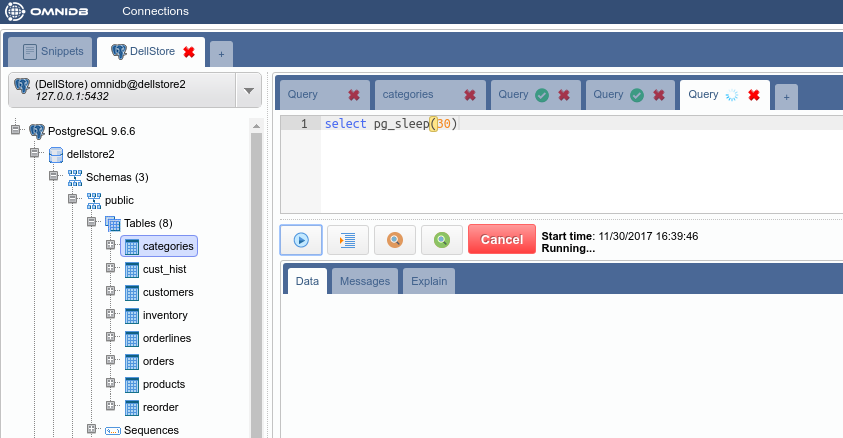 OMNIDB Connections
Snippets DellStore +
(DellStore) omnidb@dellstore2
127.0.0.1:5432
PostgreSQL 9.6.6
dellstore2
Schemas (3)
public
Tables (8)
categories
cust_hist
customers
inventory
orderlines
orders
products
reorder
Sequences
Query categories Query Query Query +
1 select pg_sleep(30)
Cancel
Start time: 11/30/2017 16:39:46
Running...
Data Messages Explain